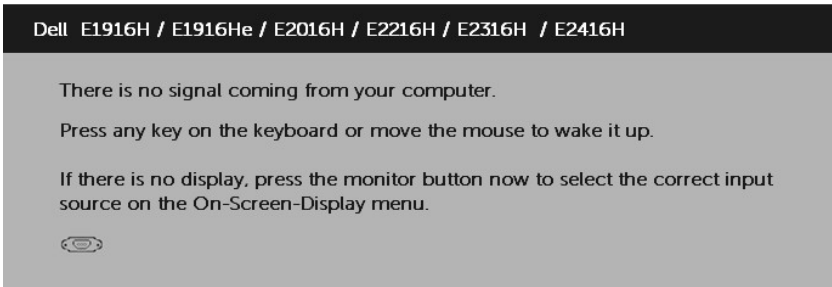 Dell E1916H / E1916He / E2016H / E2216H / E2316H / E2416H
There is no signal coming from your computer.
Press any key on the keyboard or move the mouse to wake it up.
If there is no display, press the monitor button now to select the correct input
source on the On-Screen-Display menu.